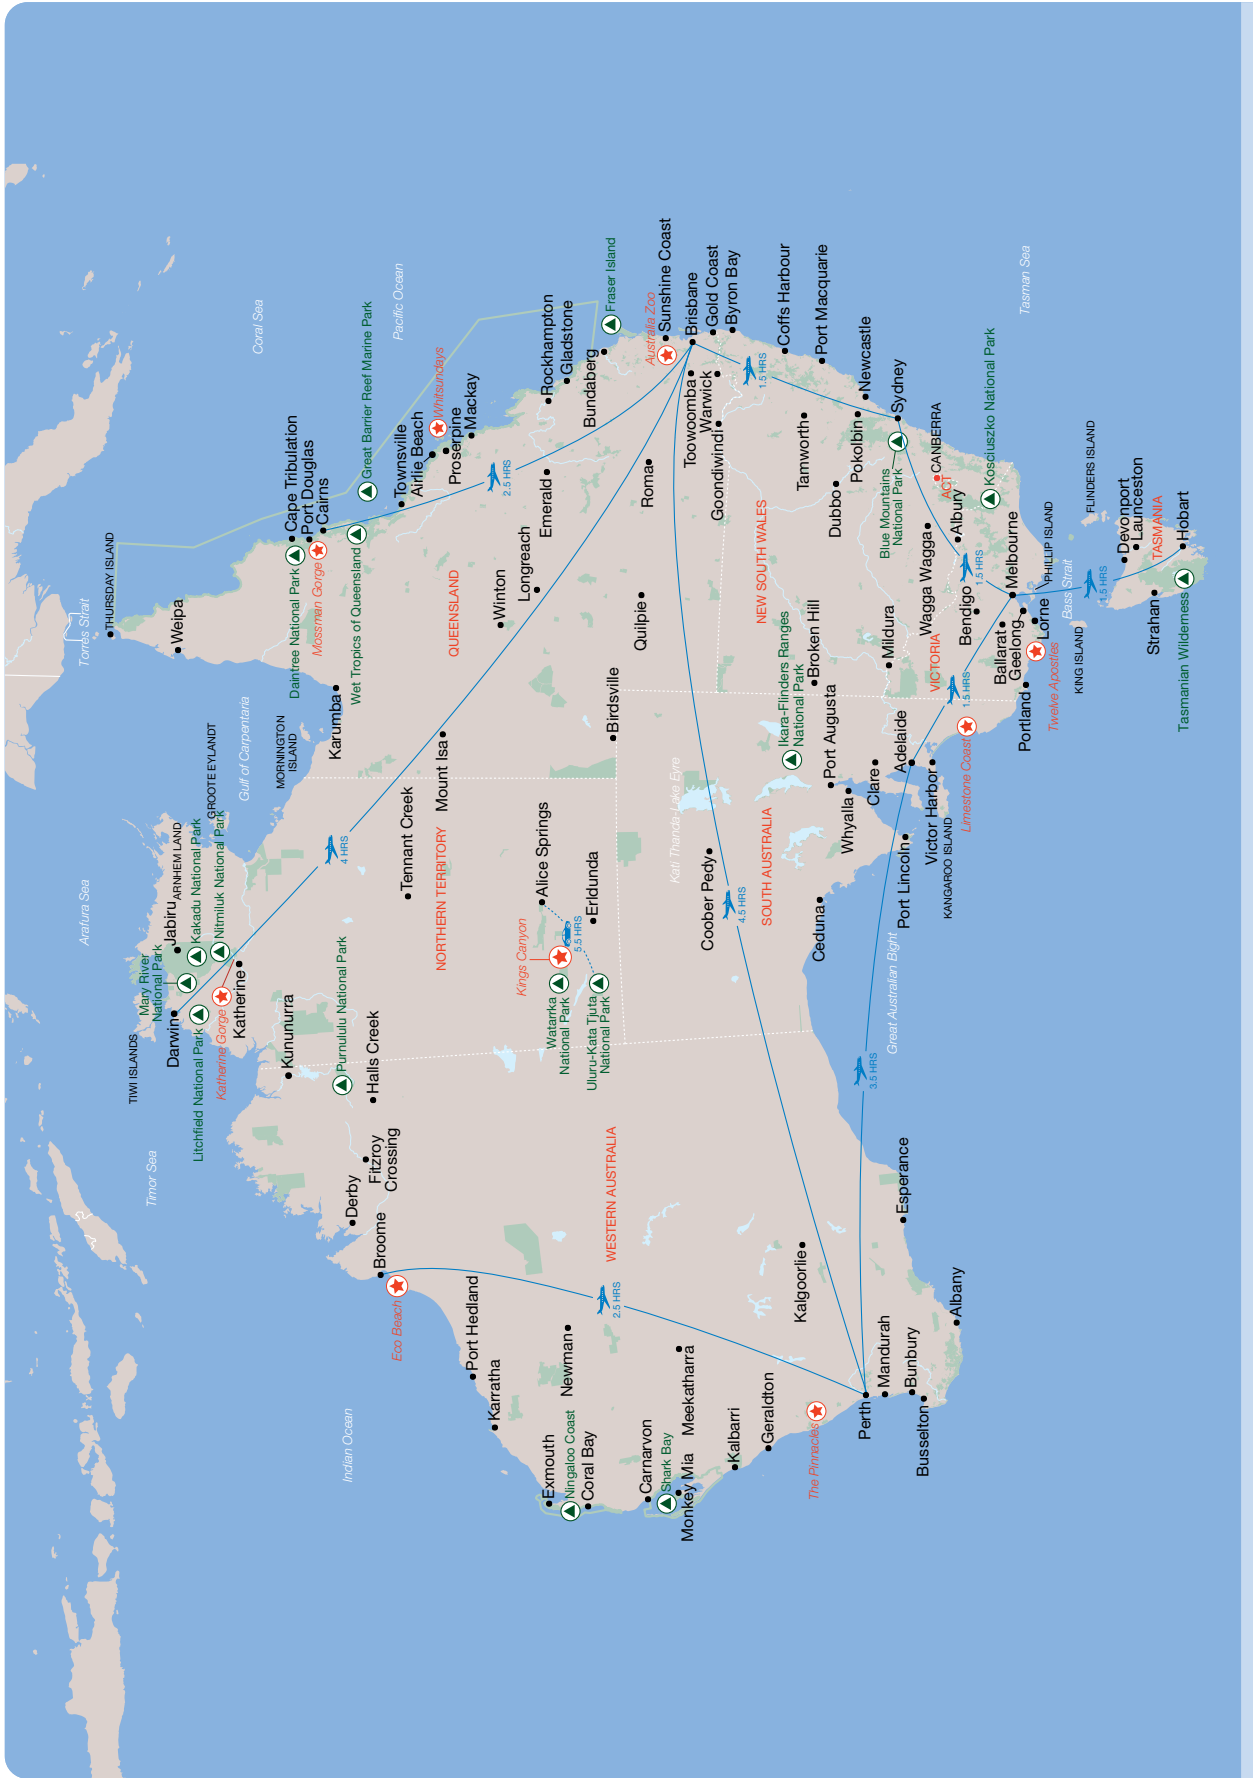 Torres Strait
THURSDAY ISLAND
Weipa
Arafura Sea
Coral Sea
Pacific Ocean
Gulf of Carpentaria
GROOTE EYLANDT
MORNINGTON
ISLAND
Karumba
Cape Tribulation
Port Douglas
Cairns
Daintree National Park
Mossman Gorge
Wet Tropics of Queensland
Great Barrier Reef Marine Park
Townsville
Airlie Beach
Whitsundays
Proserpine
Mackay
2.5 HRS
QUEENSLAND
Winton
Longreach
Emerald
Rockhampton
Gladstone
Bundaberg
Fraser Island
Mount Isa
Birdsville
Quilpie
Roma
Australia Zoo
Sunshine Coast
Brisbane
Gold Coast
Byron Bay
Toowoomba
Warwick
Goondiwindi
1.5 HRS
TIWI ISLANDS
Darwin
Mary River
National Park
Jabiru
ARNHEM LAND
Kakadu National Park
Nitmiluk National Park
Litchfield National Park
Katherine Gorge
Katherine
4 HRS
Tennant Creek
NORTHERN TERRITORY
Alice Springs
Kings Canyon
5.5 HRS
Erldunda
Watarrka
National Park
Uluru-Kata Tjuta
National Park
Timor Sea
Kununurra
Purnululu National Park
Halls Creek
Fitzroy
Crossing
Derby
Broome
Eco Beach
Indian Ocean
Port Hedland
Karratha
Newman
2.5 HRS
WESTERN AUSTRALIA
Exmouth
Ningaloo Coast
Coral Bay
Carnarvon
Shark Bay
Monkey Mia
Meekatharra
Kalbarri
Geraldton
The Pinnacles
Kalgoorlie
Perth
Mandurah
Bunbury
Busselton
Albany
Esperance
3.5 HRS
Great Australian Bight
Kati Thanda-Lake Eyre
Coober Pedy
4.5 HRS
SOUTH AUSTRALIA
Ceduna
Ikara-Flinders Ranges
National Park
Port Augusta
Whyalla
Clare
Port Lincoln
Adelaide
Victor Harbor
KANGAROO ISLAND
Limestone Coast
1.5 HRS
NEW SOUTH WALES
Broken Hill
Mildura
Coffs Harbour
Port Macquarie
Tamworth
Dubbo
Pokolbin
Newcastle
Sydney
Blue Mountains
National Park
CANBERRA
ACT
Kosciuszko National Park
Wagga Wagga
Albury
1.5 HRS
VICTORIA
Bendigo
Melbourne
Ballarat
Geelong
Lorne
Portland
Twelve Apostles
PHILLIP ISLAND
Bass Strait
KING ISLAND
FLINDERS ISLAND
Tasman Sea
1.5 HRS
Devonport
Launceston
TASMANIA
Strahan
Hobart
Tasmanian Wilderness